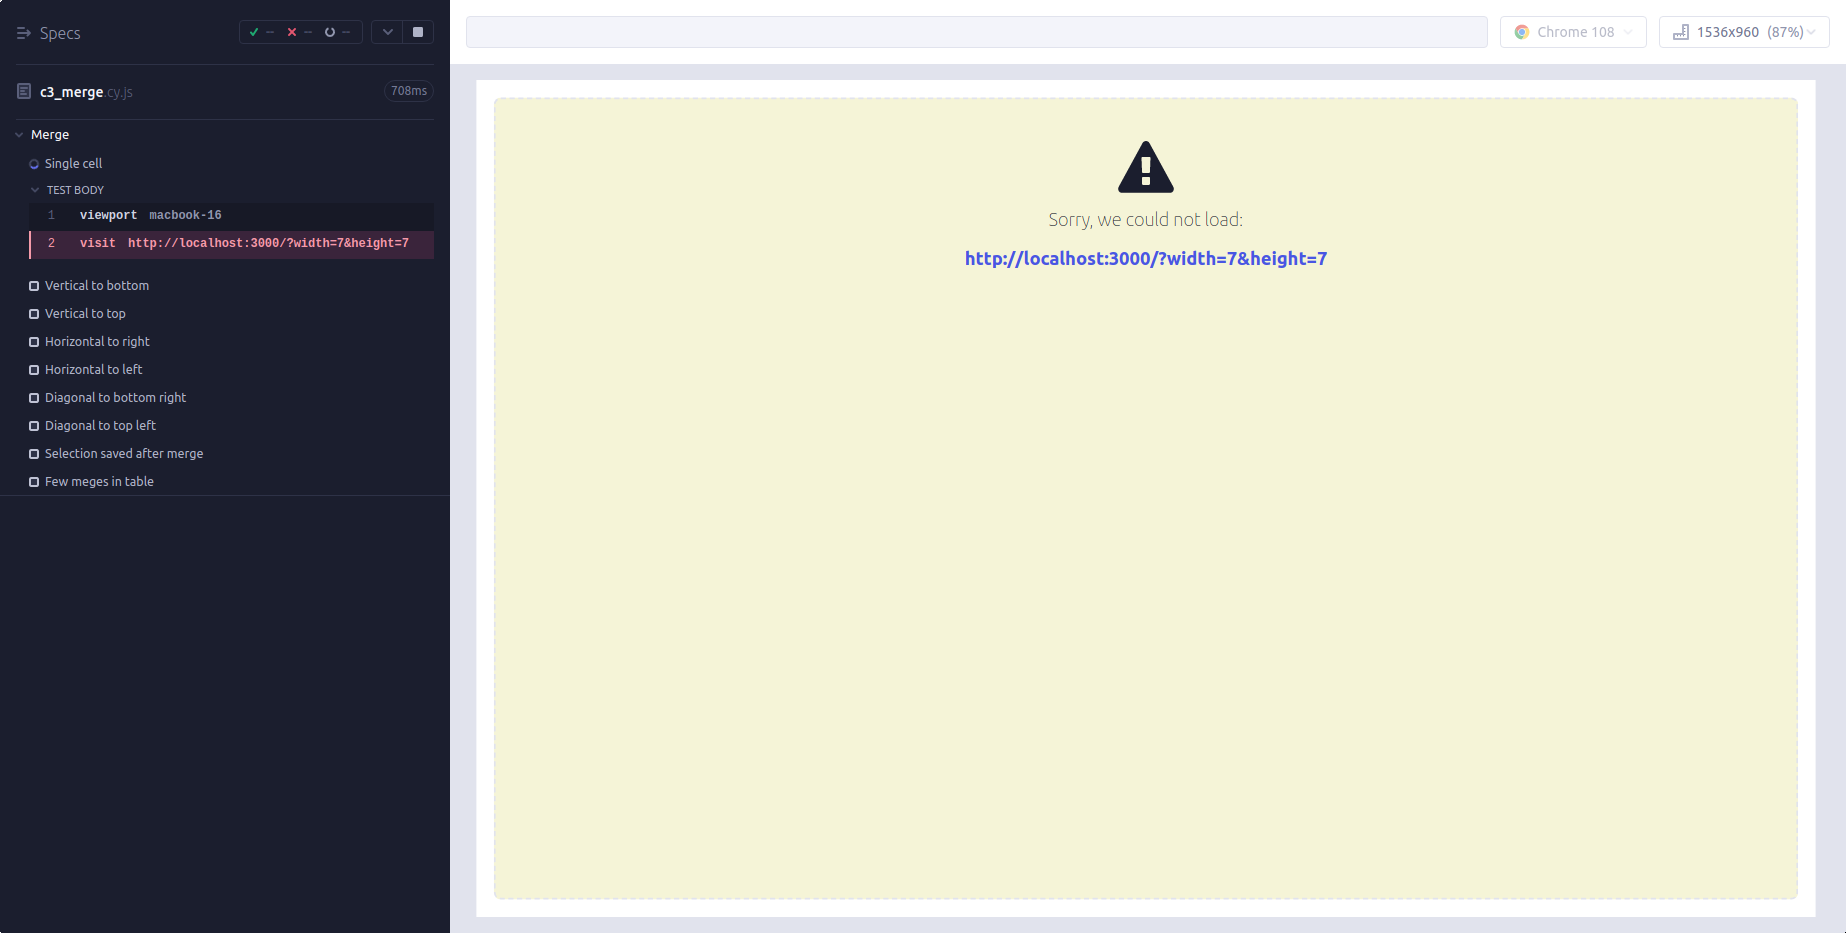 Specs
-- -- --
c3_merge.cy.js 708ms
Merge
Single cell
TEST BODY
1 viewport macbook-16
2 visit http://localhost:3000/?width=7&height=7
Vertical to bottom
Vertical to top
Horizontal to right
Horizontal to left
Diagonal to bottom right
Diagonal to top left
Selection saved after merge
Few meges in table
Chrome 108
1536x960 (87%)
Sorry, we could not load:
http://localhost:3000/?width=7&height=7